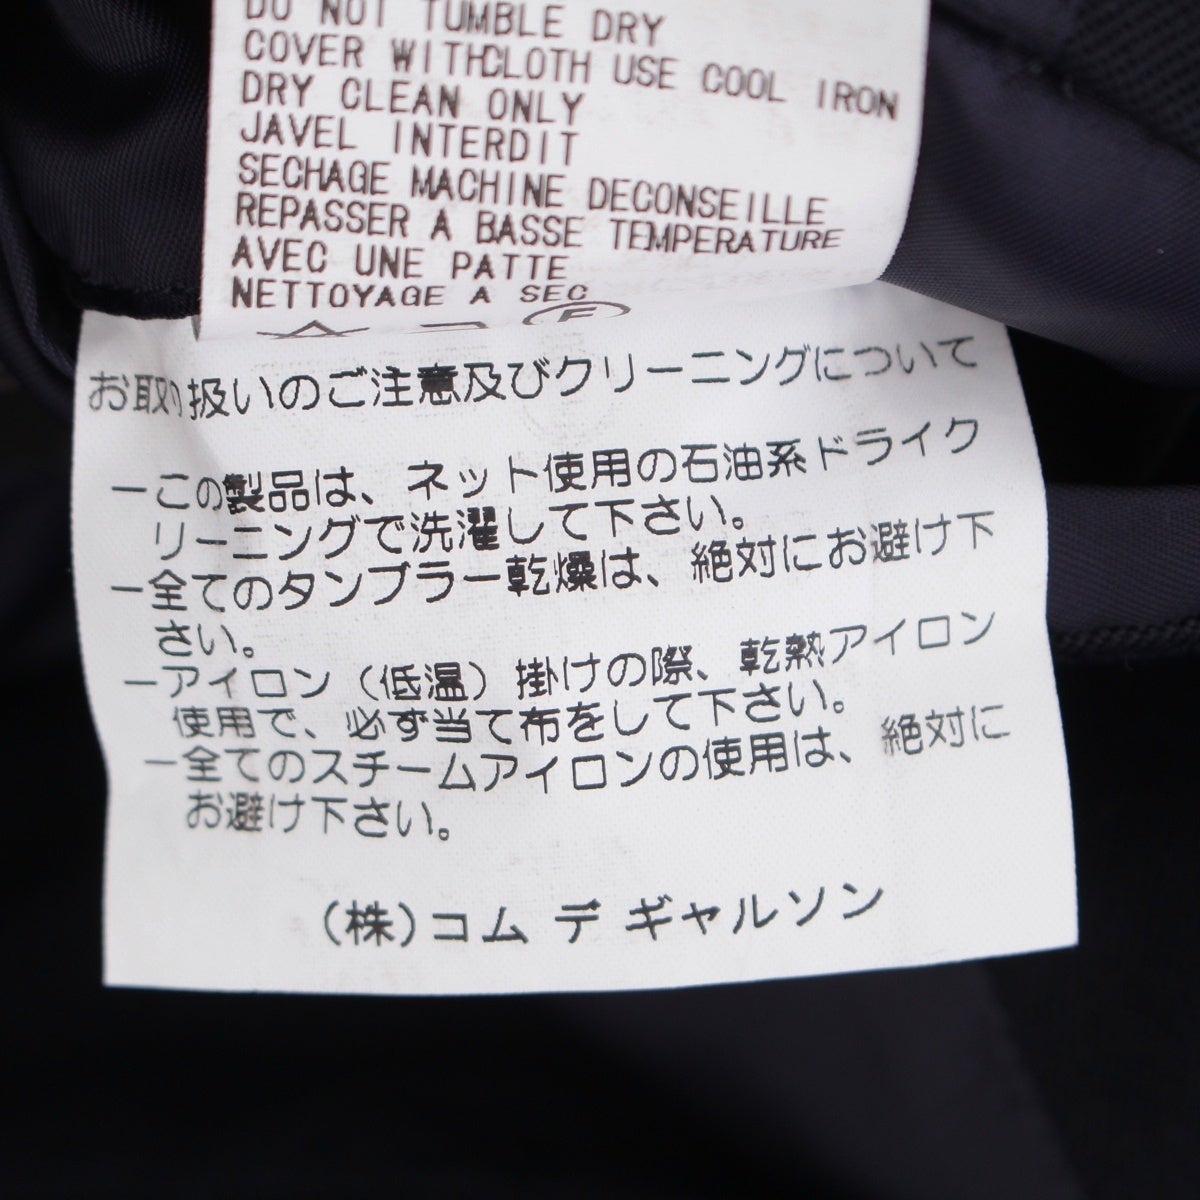 DO NOT TUMBLE DRY
COVER WITHCLOTH USE COOL IRON
DRY CLEAN ONLY
JAVEL INTERDIT
SECHAGE MACHINE DECONSEILLE
REPASSER A BASSE TEMPERATURE
AVEC UNE PATTE
NETTOYAGE A SEC
お取り扱いのご注意及びクリーニングについて
ーこの製品は、ネット使用の石油系ドライク
リーニングで洗濯して下さい。
ー全てのタンブラー乾燥は、絶対にお避け下
さい。
ーアイロン(低温)掛けの際、乾熱アイロン
使用で、必ず当て布をして下さい。
ー全てのスチームアイロンの使用は、絶対に
お避け下さい。
(株)コム デ ギャルソン